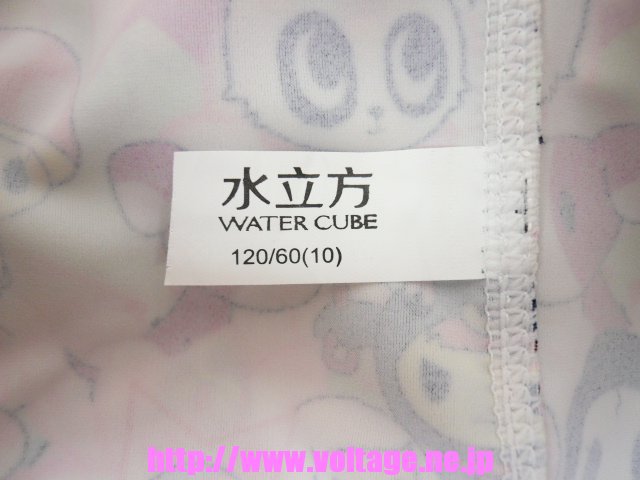 水立方
WATER CUBE
120/60(10)
http://www.voltage.ne.jp